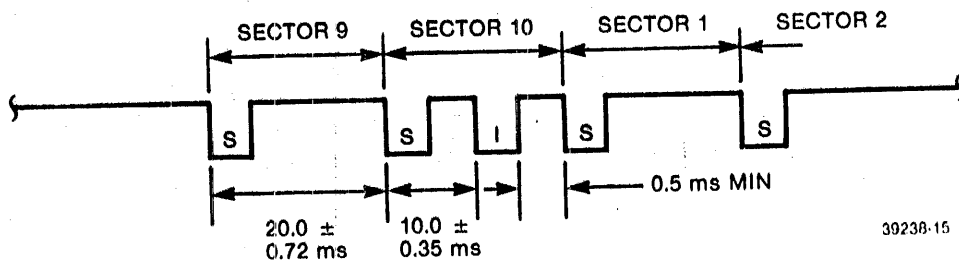 SECTOR 9 SECTOR 10 SECTOR 1 SECTOR 2
S S I S S
0.5 ms MIN
20.0 ± 10.0 ±
0.72 ms 0.35 ms
39238-15